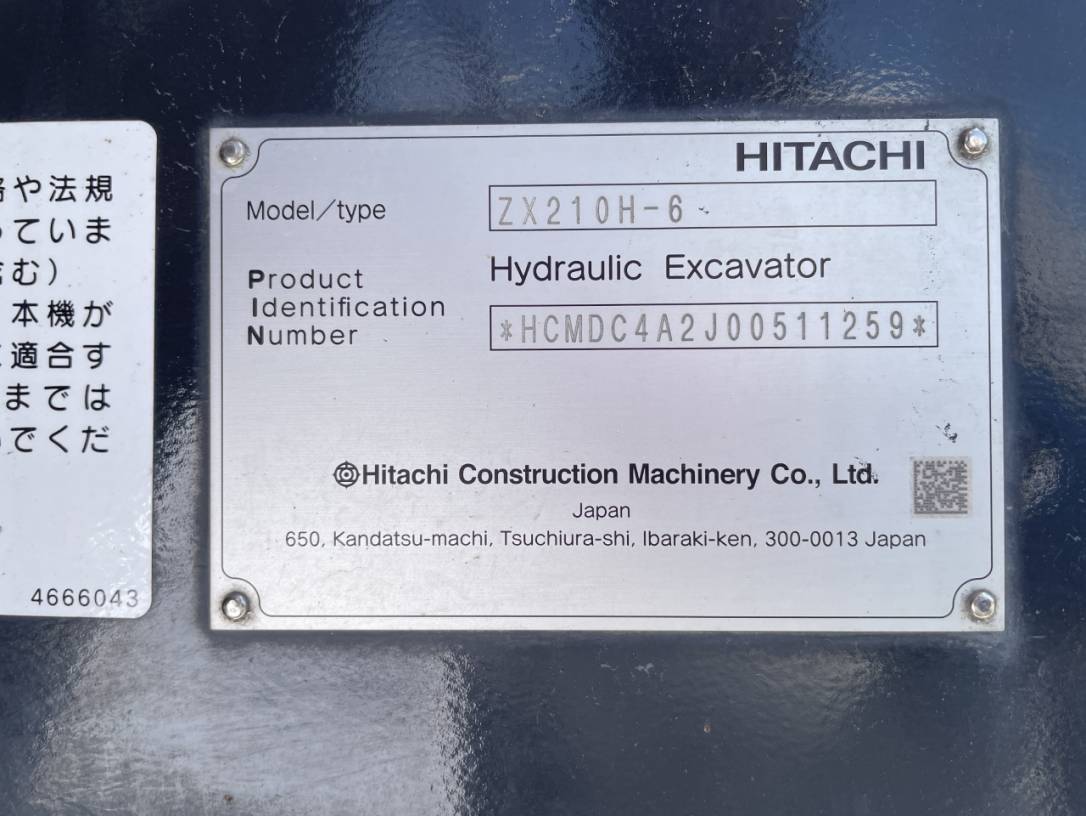 や法規
ていま
む）
本機が
適合す
までは
でくだ
4666043
HITACHI
Model/type
ZX210H-6
Product
Identification
Number
Hydraulic Excavator
*HCMDC4A2J00511259*
Hitachi Construction Machinery Co., Ltd.
Japan
650, Kandatsu-machi, Tsuchiura-shi, Ibaraki-ken, 300-0013 Japan